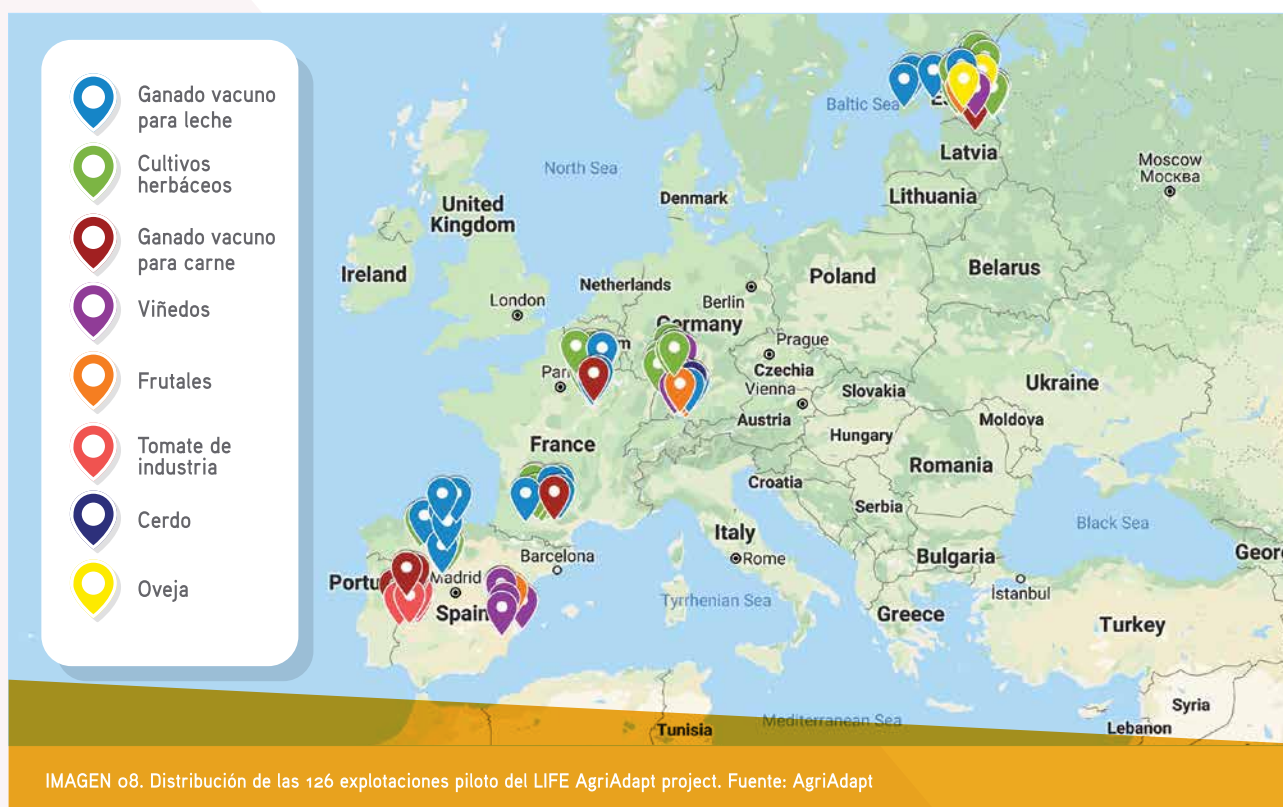 Ganado vacuno
para leche
Cultivos
herbáceos
Ganado vacuno
para carne
Viñedos
Frutales
Tomate de
industria
Cerdo
Oveja
Baltic Sea
Latvia
Moscow
Москва
North Sea
Denmark
Lithuania
United
Kingdom
Ireland
Netherlands
Poland
Belarus
London
Berlin
Germany
Prague
Czechia
Vienna
Slovakia
Ukraine
Austria
Moldova
Hungary
France
Romania
Croatia
Serbia
Black Sea
Italy
Barcelona
Rome
Bulgaria
Geor
Portu
Madrid
Istanbul
Spain
Tyrrhenian Sea
Greece
Turkey
Syria
Mediterranean Sea
Lebanon
Tunisia
IMAGEN 08. Distribución de las 126 explotaciones piloto del LIFE AgriAdapt project. Fuente: AgriAdapt